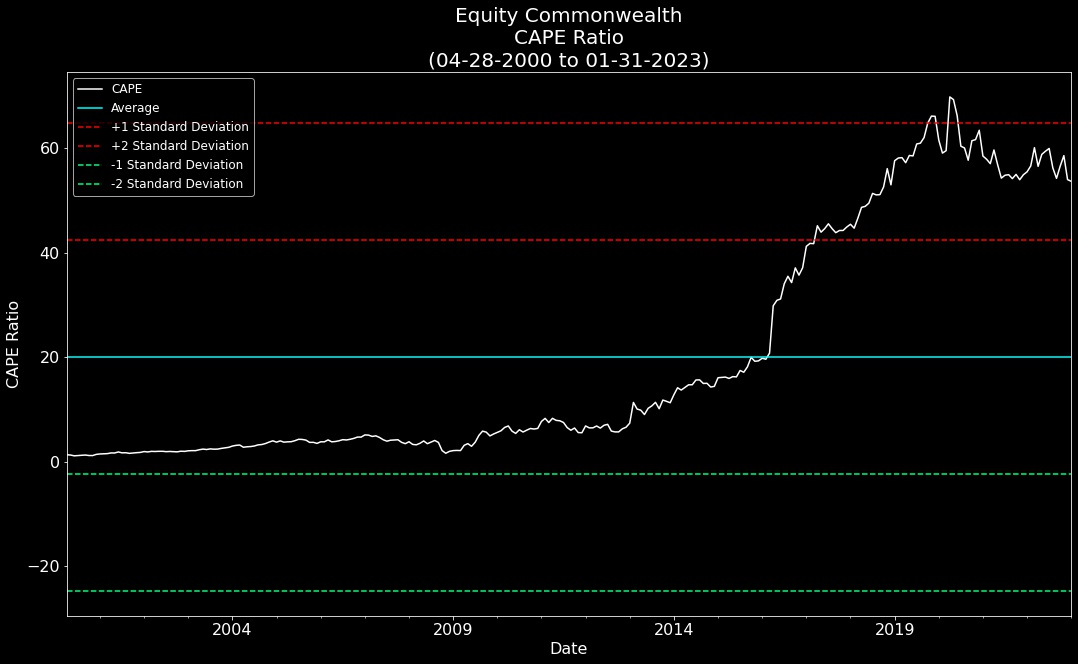 Equity Commonwealth
CAPE Ratio
(04-28-2000 to 01-31-2023)
CAPE
Average
+1 Standard Deviation
+2 Standard Deviation
-1 Standard Deviation
-2 Standard Deviation
CAPE Ratio
60
40
20
0
−20
2004 2009 2014 2019
Date